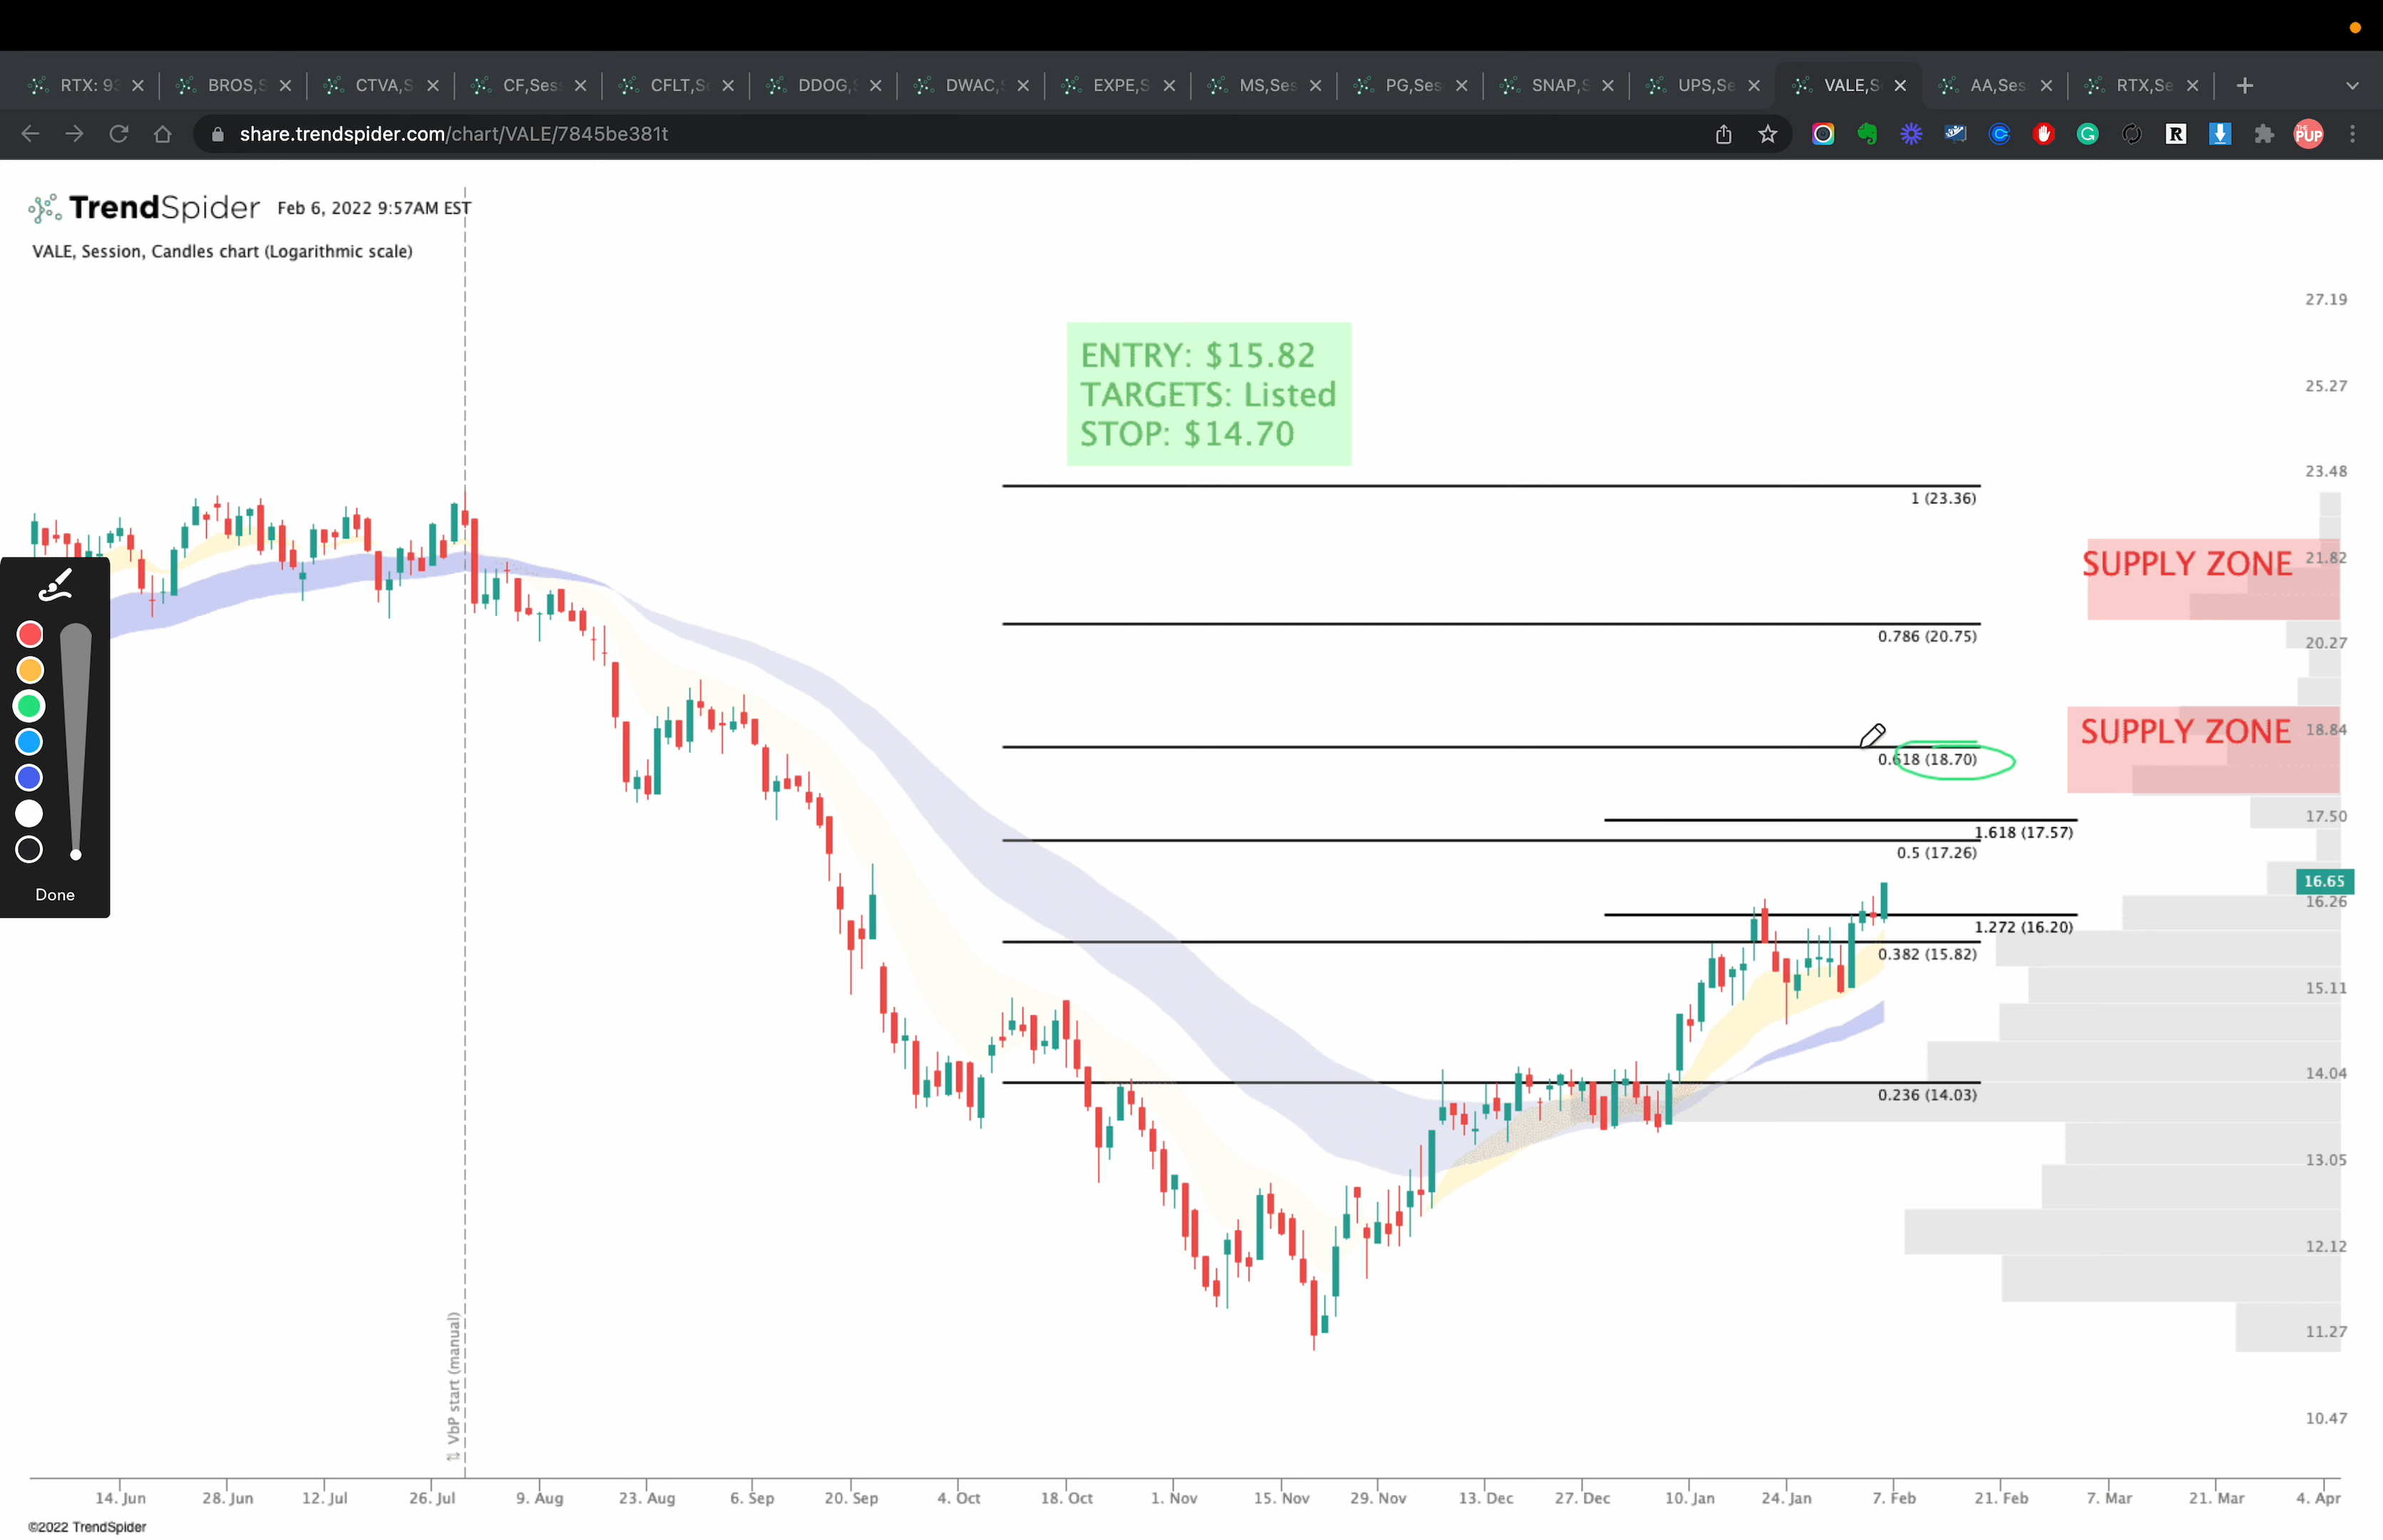 RTX: 93
BROS,S
CTVA,S
CF,Sess
CFLT,Se
DDOG,S
DWAC,S
EXPE,S
MS,Ses
PG,Ses
SNAP,S
UPS,Se
VALE,S
AA,Ses
RTX,Se
share.trendspider.com/chart/VALE/7845be381t
R
THE PUP
TrendSpider Feb 6, 2022 9:57AM EST
VALE, Session, Candles chart (Logarithmic scale)
ENTRY: $15.82
TARGETS: Listed
STOP: $14.70
1 (23.36)
0.786 (20.75)
0.618 (18.70)
1.618 (17.57)
0.5 (17.26)
1.272 (16.20)
0.382 (15.82)
0.236 (14.03)
SUPPLY ZONE
SUPPLY ZONE
27.19
25.27
23.48
21.82
20.27
18.84
17.50
16.65
16.26
15.11
14.04
13.05
12.12
11.27
10.47
Done
VbP start (manual)
14. Jun
28. Jun
12. Jul
26. Jul
9. Aug
23. Aug
6. Sep
20. Sep
4. Oct
18. Oct
1. Nov
15. Nov
29. Nov
13. Dec
27. Dec
10. Jan
24. Jan
7. Feb
21. Feb
7. Mar
21. Mar
4. Apr
©2022 TrendSpider